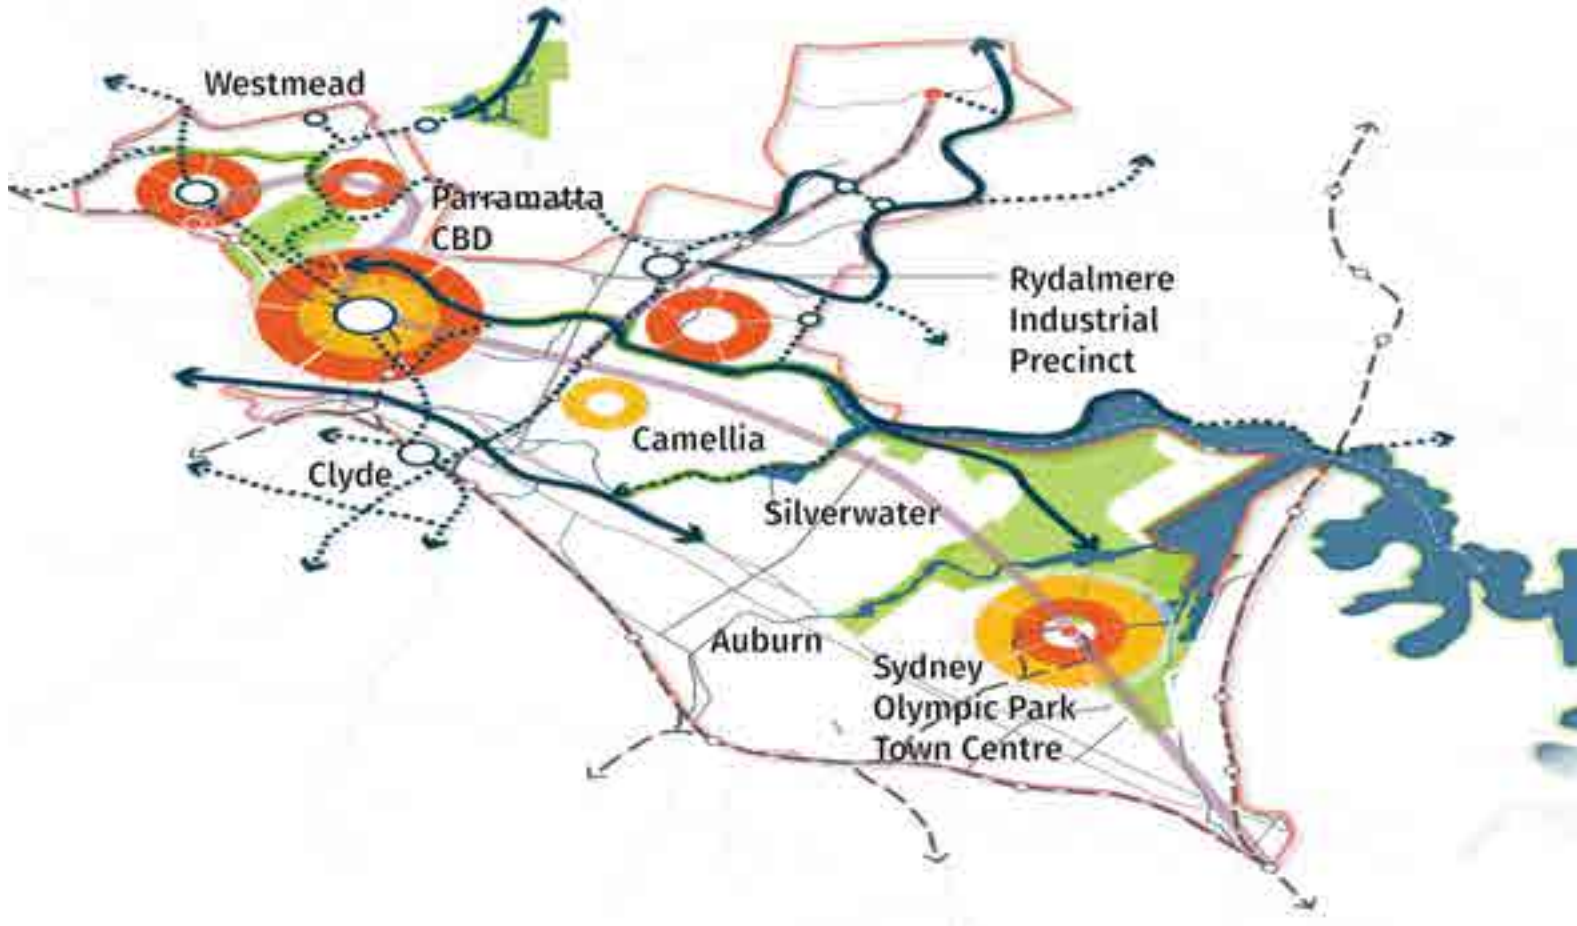 Westmead
Parramatta
CBD
Rydalmere
Industrial
Precinct
Camellia
Clyde
Silverwater
Auburn
Sydney
Olympic Park
Town Centre